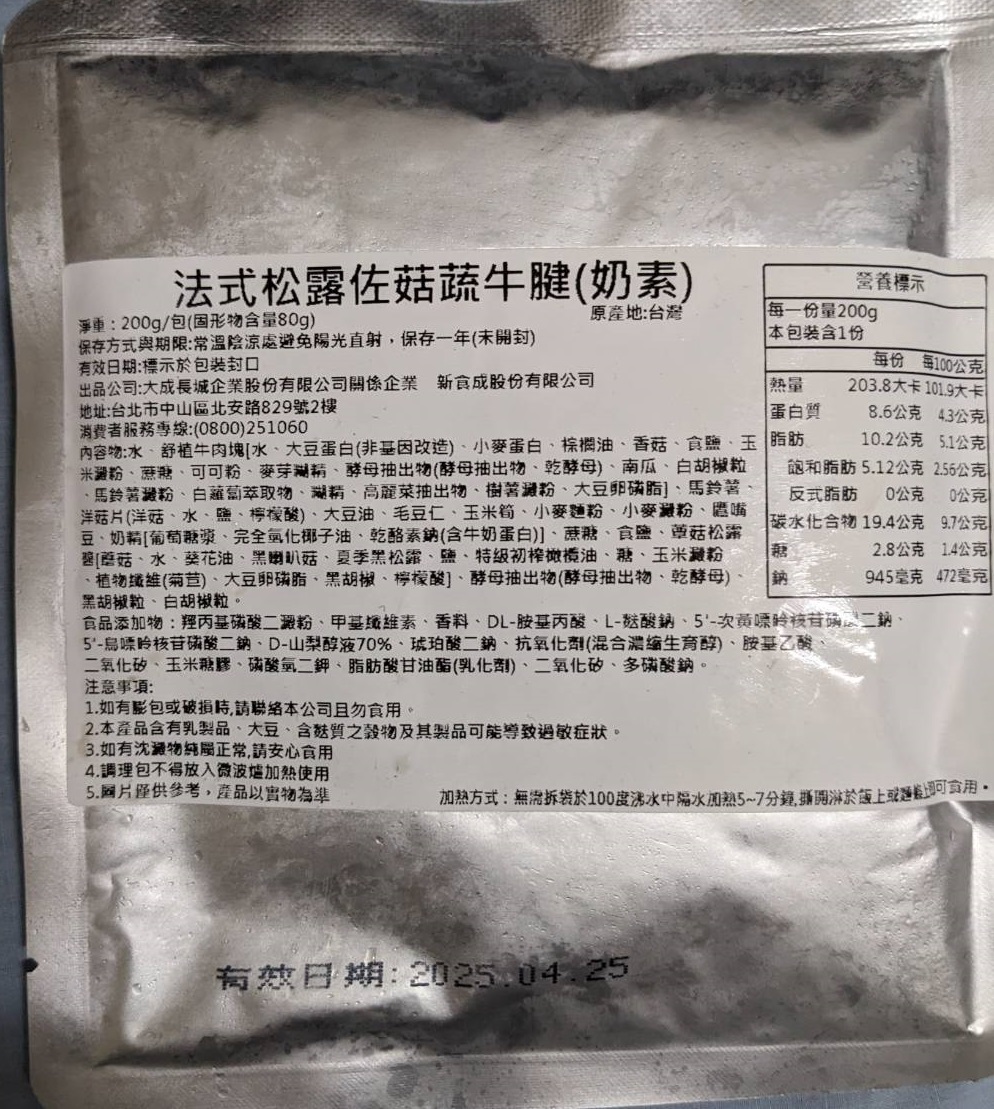 法式松露佐菇蔬牛腱(奶素)
淨重：200g/包(固形物含量80g)
原產地:台灣
保存方式與期限:常溫陰涼處避免陽光直射，保存一年(未開封)
有效日期:標示於包裝封口
出品公司:大成長城企業股份有限公司關係企業 新食成股份有限公司
地址:台北市中山區北安路829號2樓
消費者服務專線:(0800)251060
內容物:水、舒植牛肉塊[水、大豆蛋白(非基因改造)、小麥蛋白、棕櫚油、香菇、食鹽、玉
米澱粉、蔗糖、可可粉、麥芽糊精、酵母抽出物(酵母抽出物、乾酵母)、南瓜、白胡椒粒
、馬鈴薯澱粉、白蘿蔔萃取物、糊精、高麗菜抽出物、樹薯澱粉、大豆卵磷脂]、馬鈴薯、
洋菇片(洋菇、水、鹽、檸檬酸)、大豆油、毛豆仁、玉米筍、小麥麵粉、小麥澱粉、鷹嘴
豆、奶精[葡萄糖漿、完全氫化椰子油、乾酪素鈉(含牛奶蛋白)]、蔗糖、食鹽、蘑菇松露
醬[蘑菇、水、葵花油、黑喇叭菇、夏季黑松露、鹽、特級初榨橄欖油、糖、玉米澱粉
、植物纖維(菊苣)、大豆卵磷脂、黑胡椒、檸檬酸]、酵母抽出物(酵母抽出物、乾酵母)、
黑胡椒粒、白胡椒粒。
食品添加物：羥丙基磷酸二澱粉、甲基纖維素、香料、DL-胺基丙酸、L-麩酸鈉、5'-次黃嘌呤核苷磷酸二鈉、
5'-鳥嘌呤核苷磷酸二鈉、D-山梨醇液70%、琥珀酸二鈉、抗氧化劑(混合濃縮生育醇)、胺基乙酸、
二氧化矽、玉米糖膠、磷酸氫二鉀、脂肪酸甘油酯(乳化劑)、二氧化矽、多磷酸鈉。
注意事項:
1.如有膨包或破損時,請聯絡本公司且勿食用。
2.本產品含有乳製品、大豆、含麩質之穀物及其製品可能導致過敏症狀。
3.如有沈澱物純屬正常,請安心食用
4.調理包不得放入微波爐加熱使用
5.圖片僅供參考，產品以實物為準
加熱方式：無需拆袋於100度沸水中隔水加熱5~7分鐘,撕開淋於飯上或麵條上即可食用。
營養標示
每一份量200g
本包裝含1份
每份 每100公克
熱量 203.8大卡 101.9大卡
蛋白質 8.6公克 4.3公克
脂肪 10.2公克 5.1公克
飽和脂肪 5.12公克 2.56公克
反式脂肪 0公克 0公克
碳水化合物 19.4公克 9.7公克
糖 2.8公克 1.4公克
鈉 945毫克 472毫克
有效日期: 2025.04.25